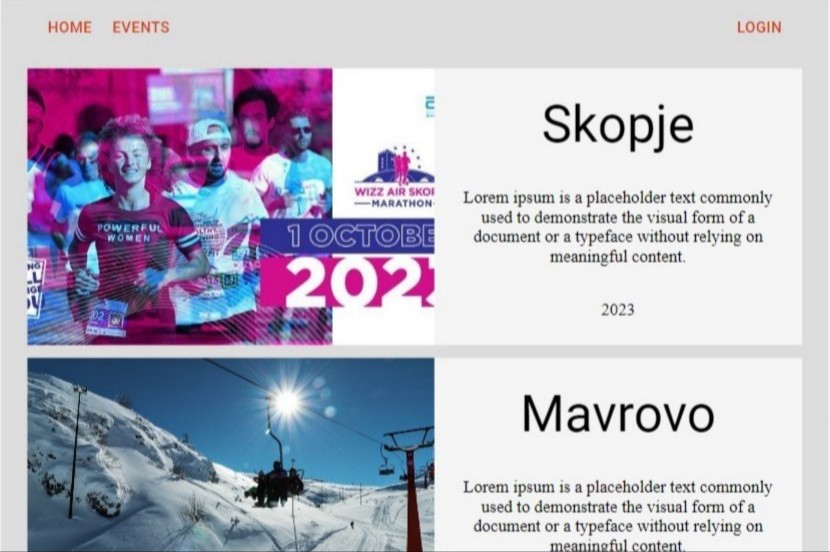 HOME EVENTS LOGIN
POWERFUL
WOMEN
WIZZ AIR SKOP
MARATHON
1 OCTOBE
202
Skopje
Lorem ipsum is a placeholder text commonly
used to demonstrate the visual form of a
document or a typeface without relying on
meaningful content.
2023
Mavrovo
Lorem ipsum is a placeholder text commonly
used to demonstrate the visual form of a
document or a typeface without relying on
meaningful content.